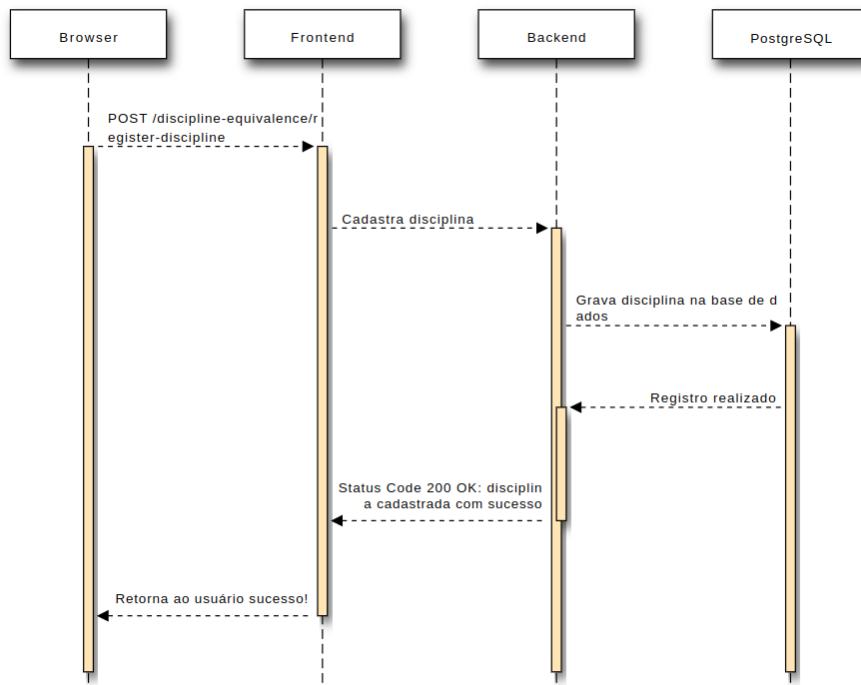 Browser
Frontend
Backend
PostgreSQL
POST /discipline-equivalence/r
egister-discipline
Cadastra disciplina
Grava disciplina na base de d
ados
Registro realizado
Status Code 200 OK: disciplin
a cadastrada com sucesso
Retorna ao usuário sucesso!